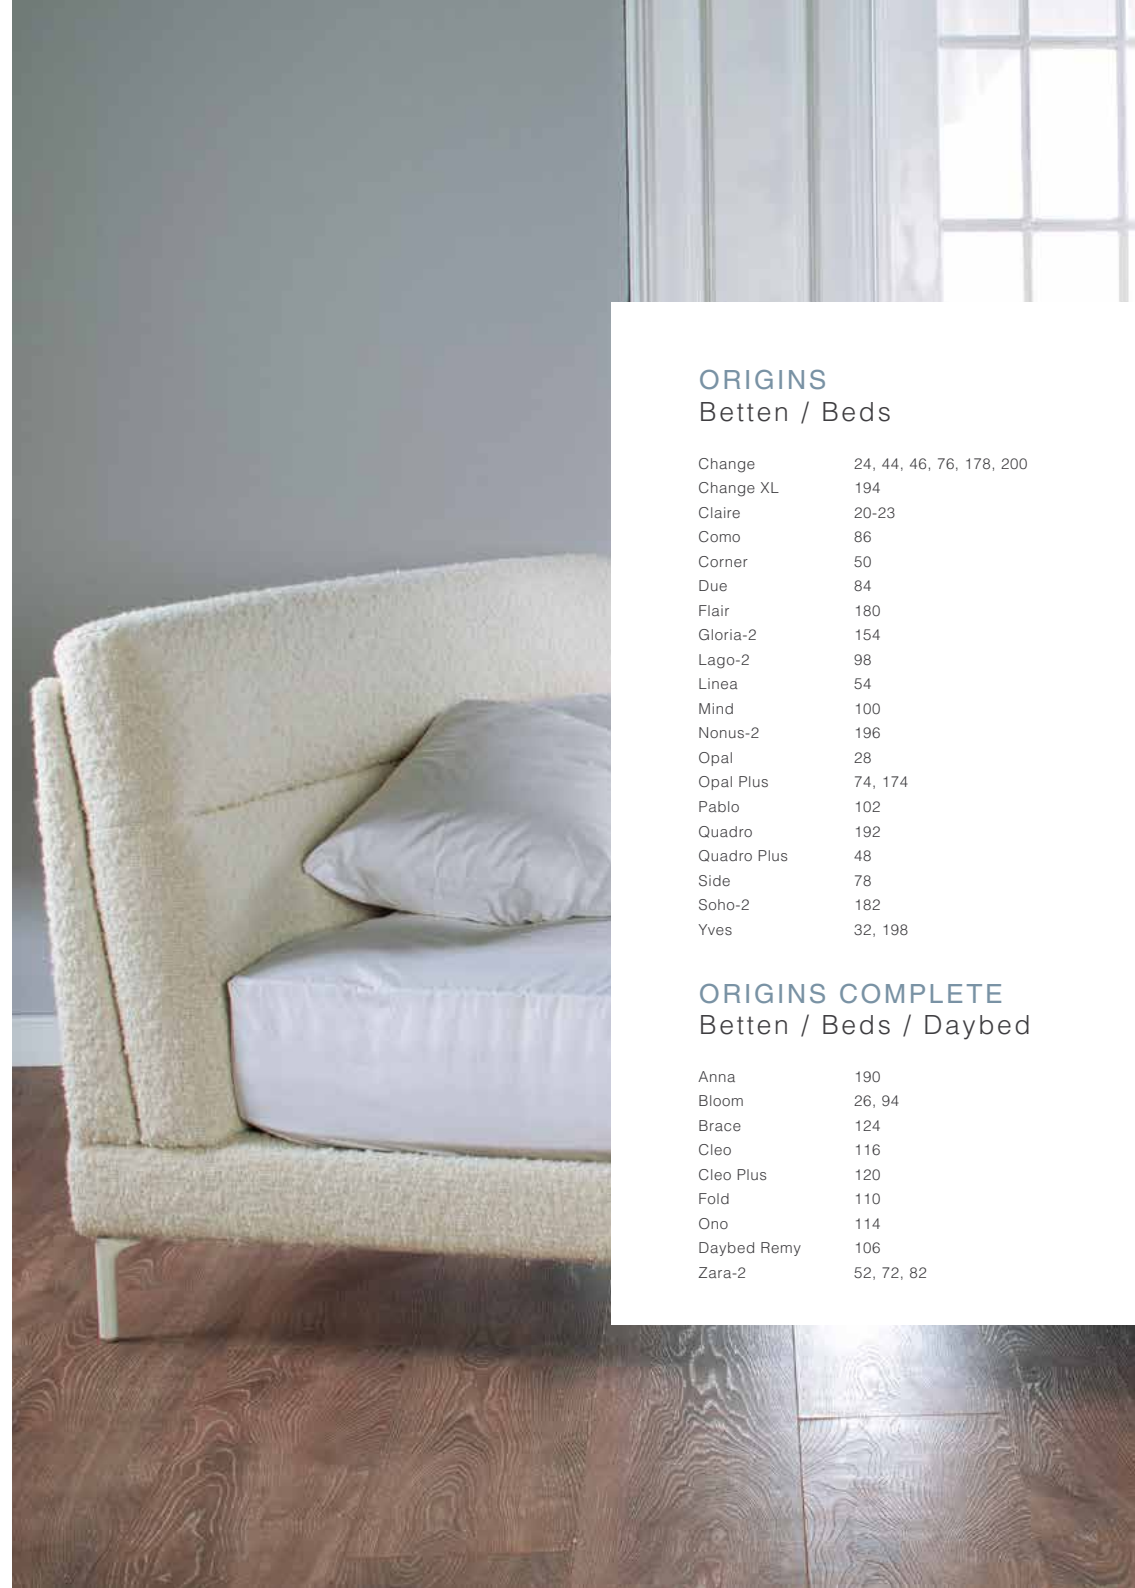 ORIGINS
Betten / Beds
Change 24, 44, 46, 76, 178, 200
Change XL 194
Claire 20-23
Como 86
Corner 50
Due 84
Flair 180
Gloria-2 154
Lago-2 98
Linea 54
Mind 100
Nonus-2 196
Opal 28
Opal Plus 74, 174
Pablo 102
Quadro 192
Quadro Plus 48
Side 78
Soho-2 182
Yves 32, 198
ORIGINS COMPLETE
Betten / Beds / Daybed
Anna 190
Bloom 26, 94
Brace 124
Cleo 116
Cleo Plus 120
Fold 110
Ono 114
Daybed Remy 106
Zara-2 52, 72, 82